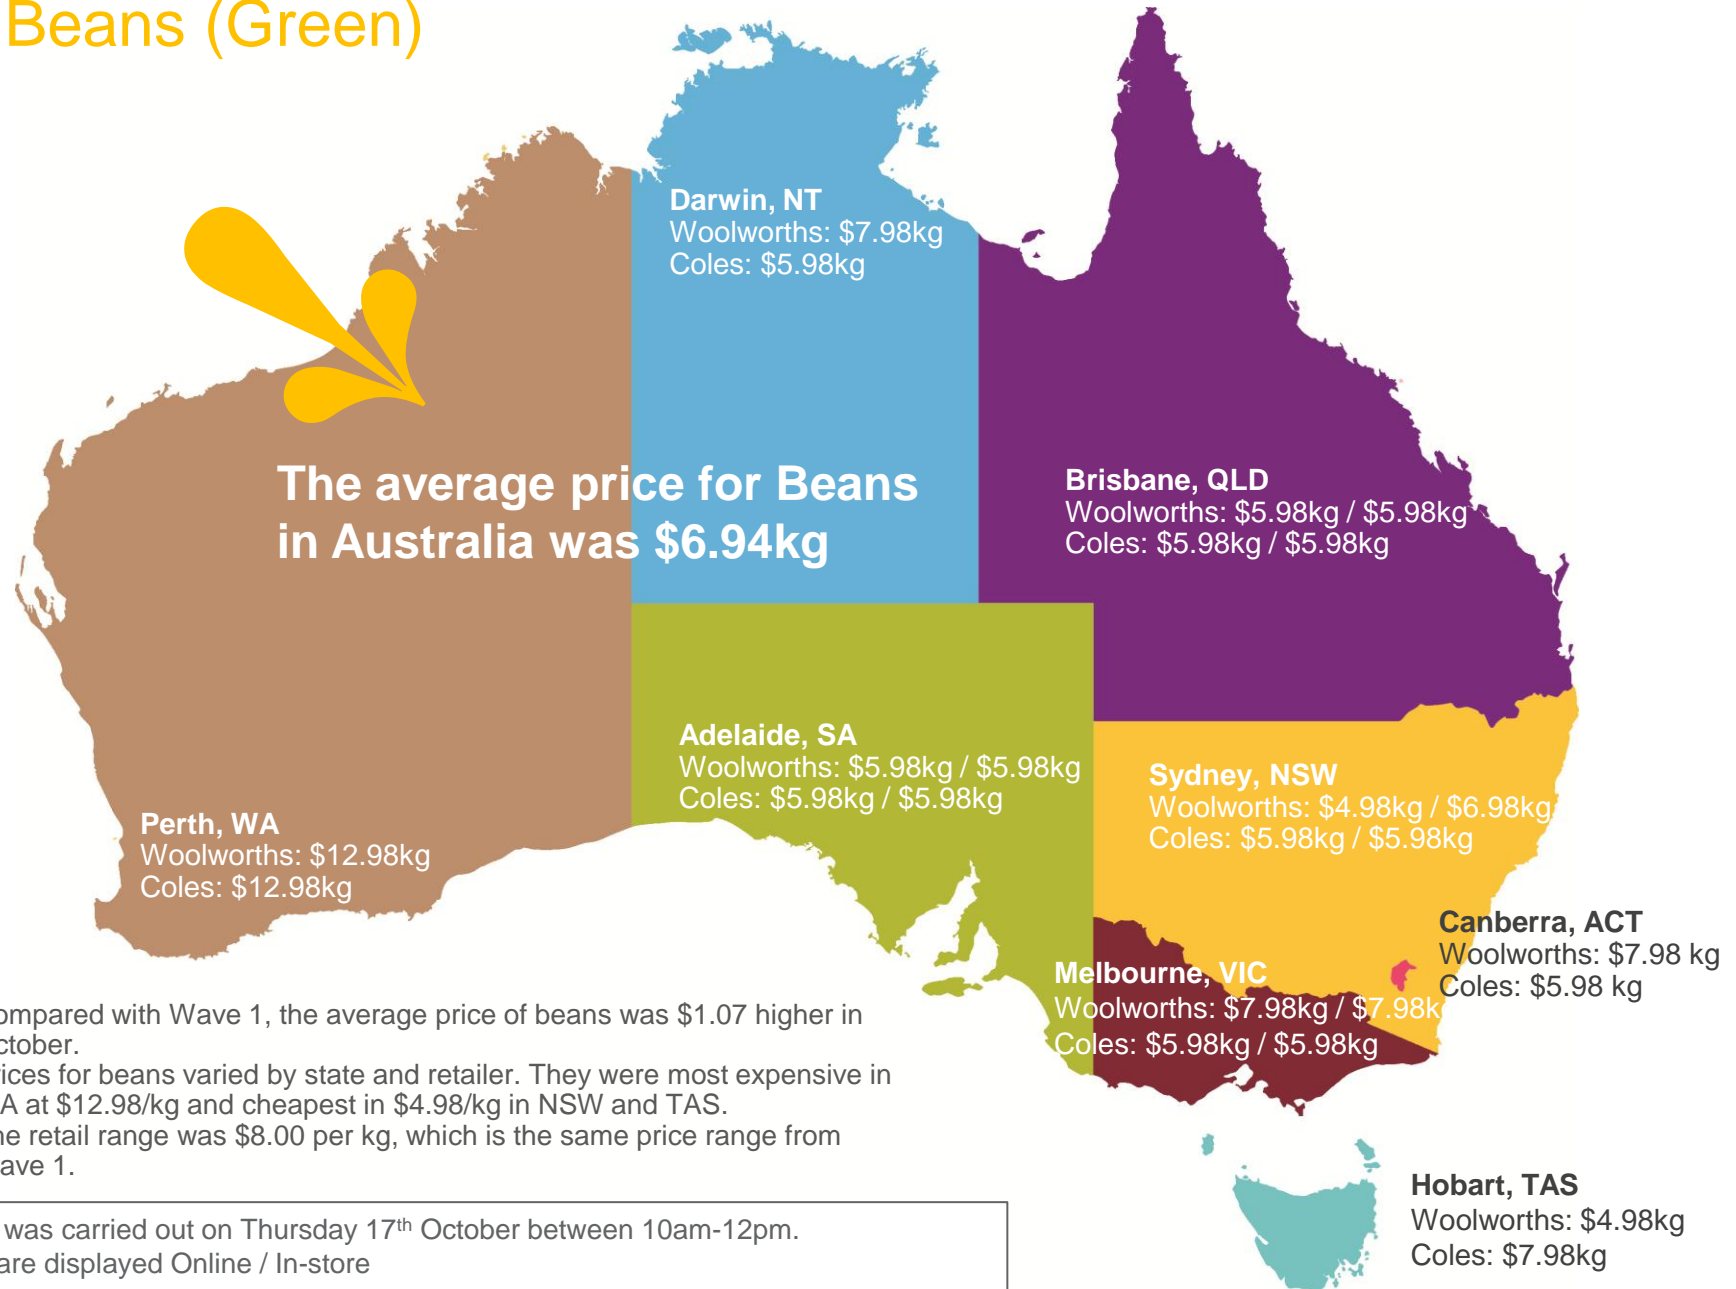 Beans (Green)
Darwin, NT
Woolworths: $7.98kg
Coles: $5.98kg
The average price for Beans
in Australia was $6.94kg
Brisbane, QLD
Woolworths: $5.98kg / $5.98kg
Coles: $5.98kg / $5.98kg
Adelaide, SA
Woolworths: $5.98kg / $5.98kg
Coles: $5.98kg / $5.98kg
Sydney, NSW
Woolworths: $4.98kg / $6.98kg
Coles: $5.98kg / $5.98kg
Perth, WA
Woolworths: $12.98kg
Coles: $12.98kg
Canberra, ACT
Woolworths: $7.98 kg
Coles: $5.98 kg
Melbourne, VIC
Woolworths: $7.98kg / $7.98k
Coles: $5.98kg / $5.98kg
ompared with Wave 1, the average price of beans was $1.07 higher in
ctober.
ices for beans varied by state and retailer. They were most expensive in
A at $12.98/kg and cheapest in $4.98/kg in NSW and TAS.
he retail range was $8.00 per kg, which is the same price range from
ave 1.
Hobart, TAS
Woolworths: $4.98kg
Coles: $7.98kg
was carried out on Thursday 17th October between 10am-12pm.
are displayed Online / In-store